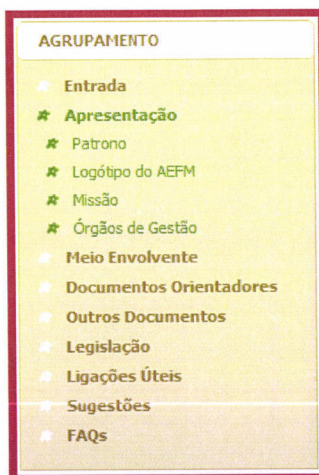 AGRUPAMENTO
Entrada
Apresentação
Patrono
Logótipo do AEFM
Missão
Órgãos de Gestão
Meio Envolvente
Documentos Orientadores
Outros Documentos
Legislação
Ligações Úteis
Sugestões
FAQs